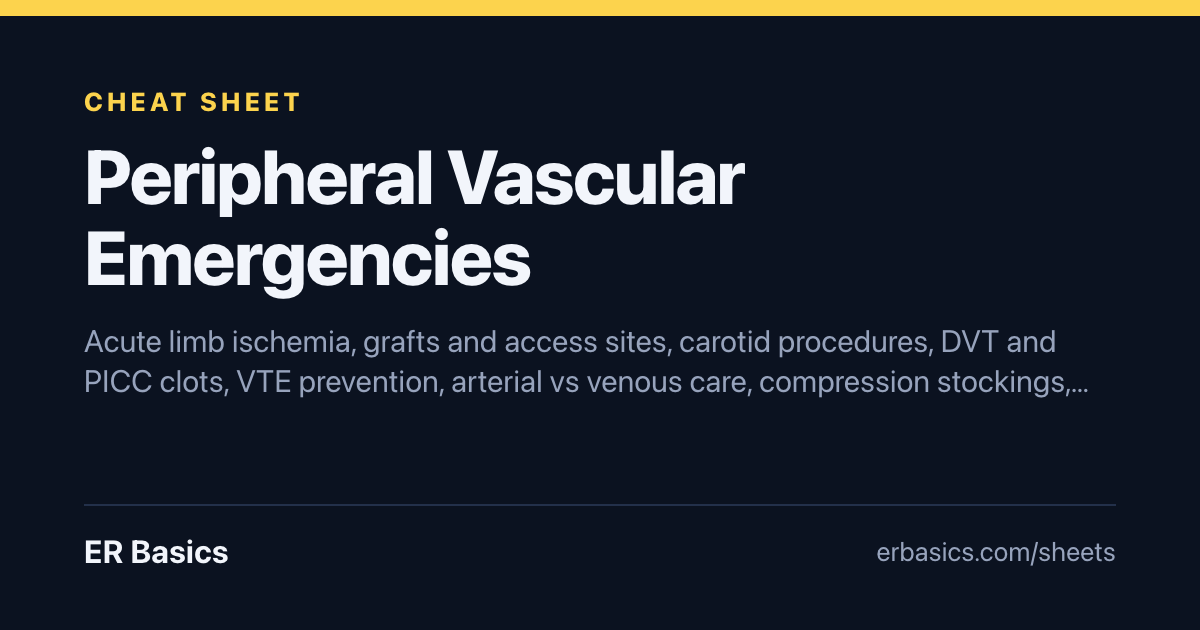 CHEAT SHEET
Peripheral Vascular
Emergencies
Acute limb ischemia, grafts and access sites, carotid procedures, DVT and
PICC clots, VTE prevention, arterial vs venous care, compression stockings,...
ER Basics
erbasics.com/sheets